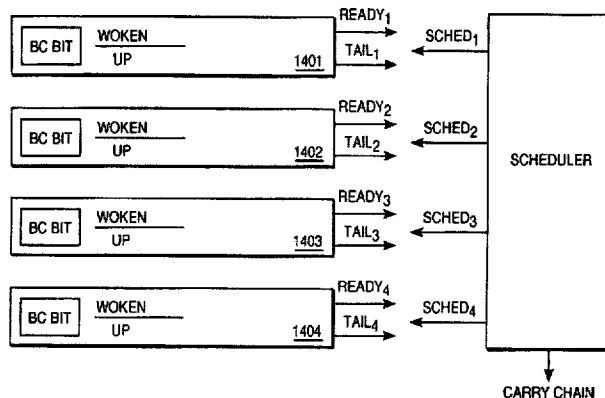 BC BIT WOKEN UP 1401 READY1 TAIL1 SCHED1
BC BIT WOKEN UP 1402 READY2 TAIL2 SCHED2
SCHEDULER
BC BIT WOKEN UP 1403 READY3 TAIL3 SCHED3
BC BIT WOKEN UP 1404 READY4 TAIL4 SCHED4
CARRY CHAIN